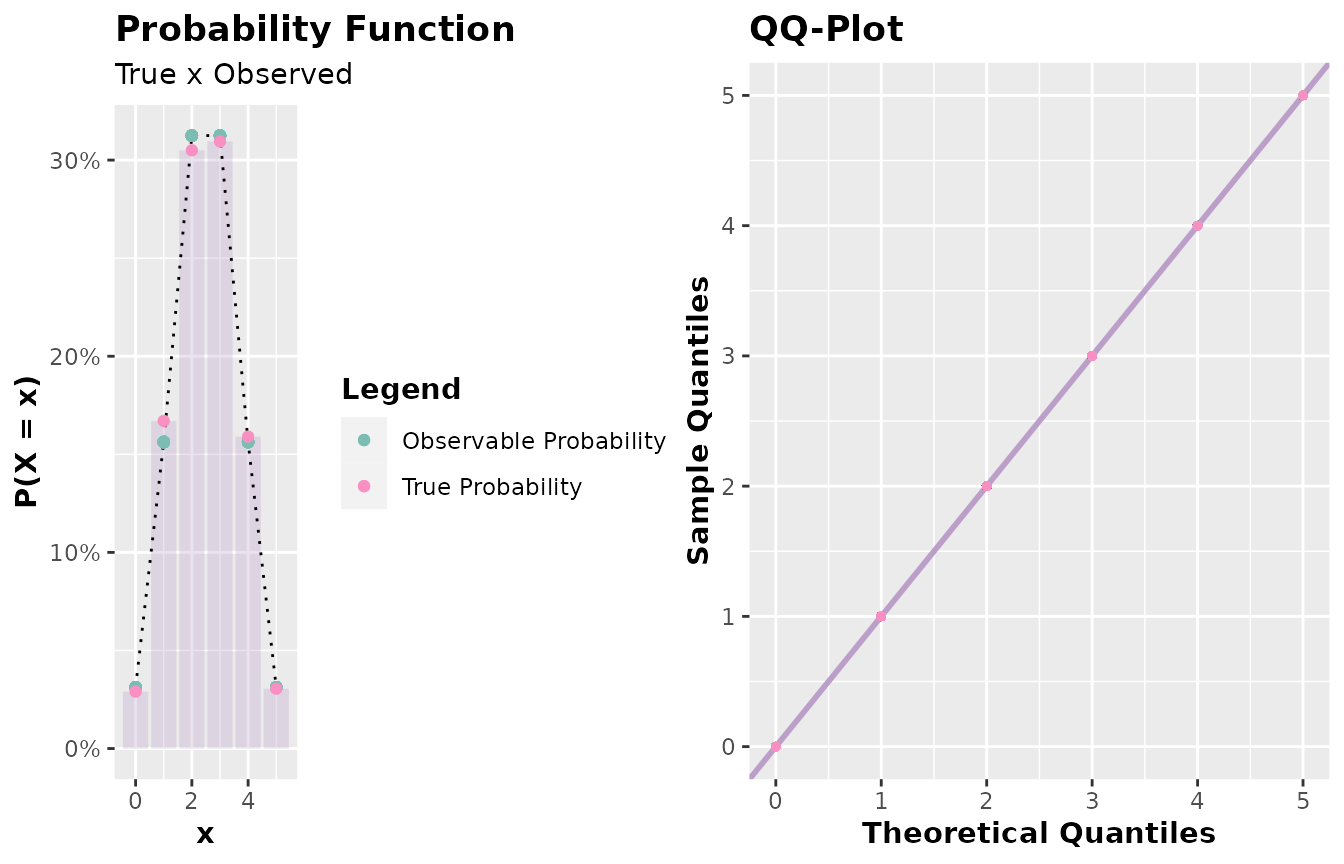 Probability Function
True x Observed
30%
20%
10%
0%
P(X = x)
0 2 4
x
Legend
Observable Probability
True Probability
QQ-Plot
5
4
3
2
1
0
Sample Quantiles
0 1 2 3 4 5
Theoretical Quantiles